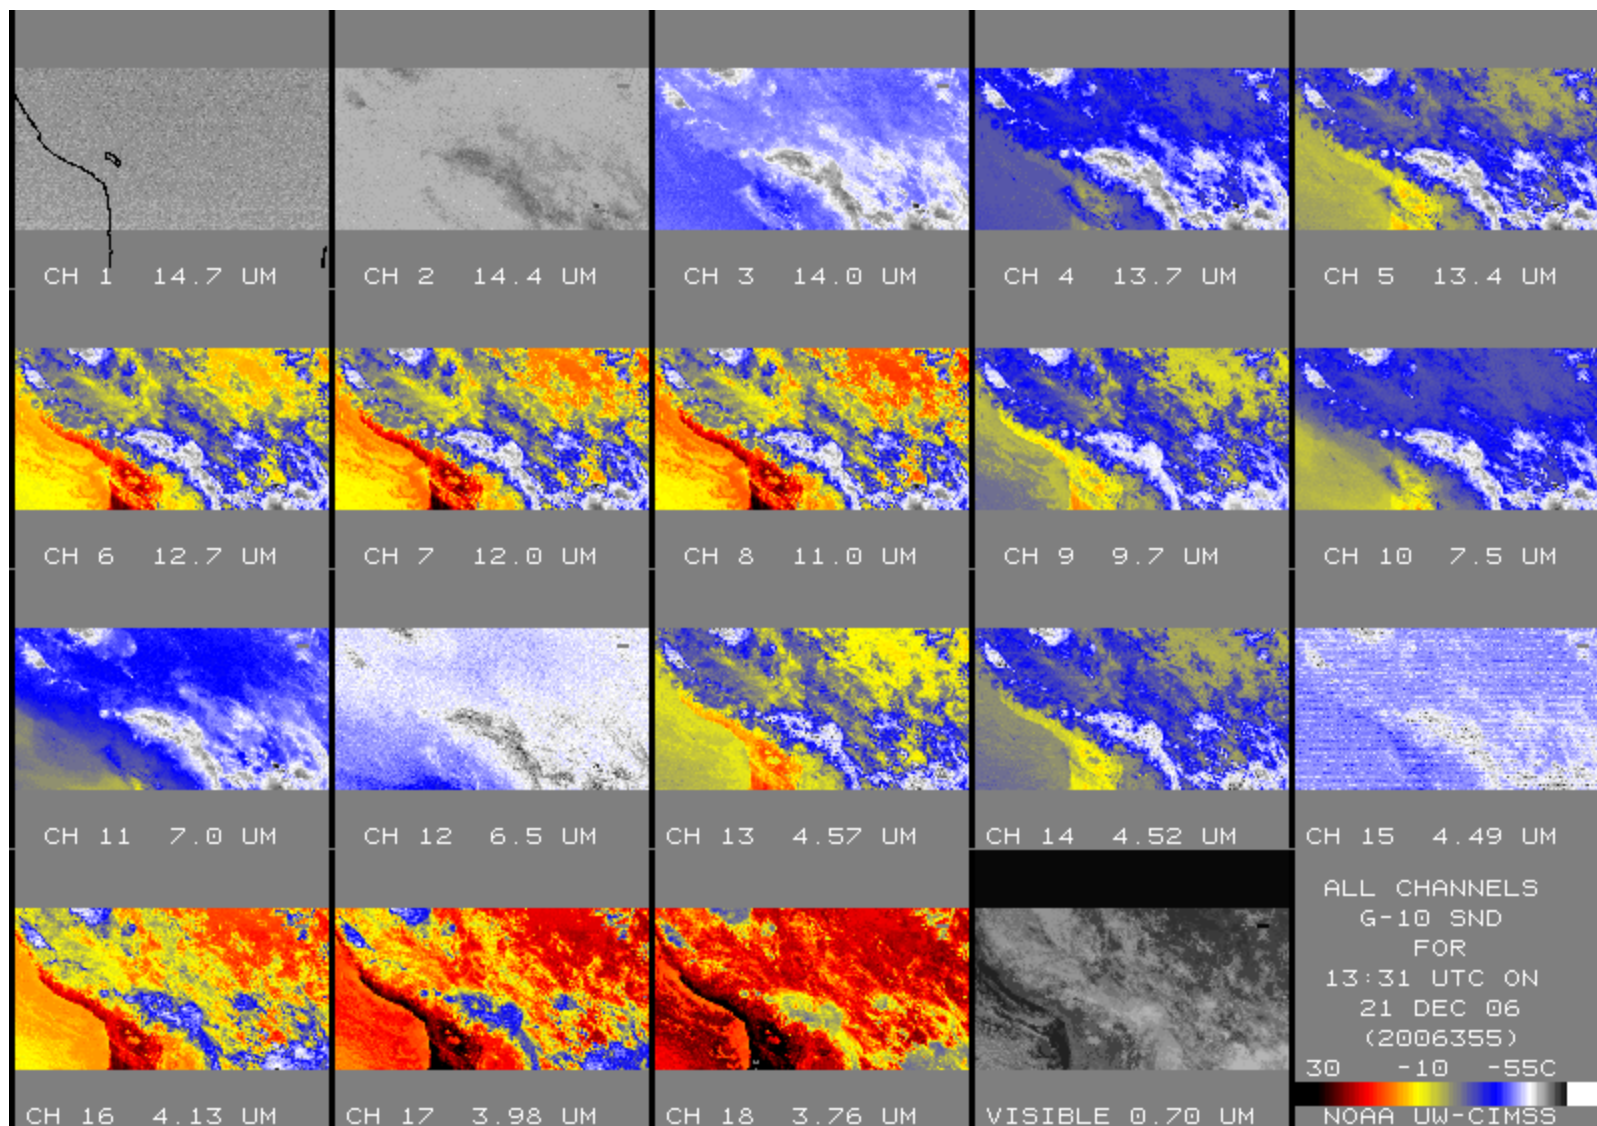 CH 1 14.7 UM
CH 2 14.4 UM
CH 3 14.0 UM
CH 4 13.7 UM
CH 5 13.4 UM
CH 6 12.7 UM
CH 7 12.0 UM
CH 8 11.0 UM
CH 9 9.7 UM
CH 10 7.5 UM
CH 11 7.0 UM
CH 12 6.5 UM
CH 13 4.57 UM
CH 14 4.52 UM
CH 15 4.49 UM
CH 16 4.13 UM
CH 17 3.98 UM
CH 18 3.76 UM
VISIBLE 0.70 UM
ALL CHANNELS
G-10 SND
FOR
13:31 UTC ON
21 DEC 06
(2006355)
30 -10 -55C
NOAA UW-CIMSS